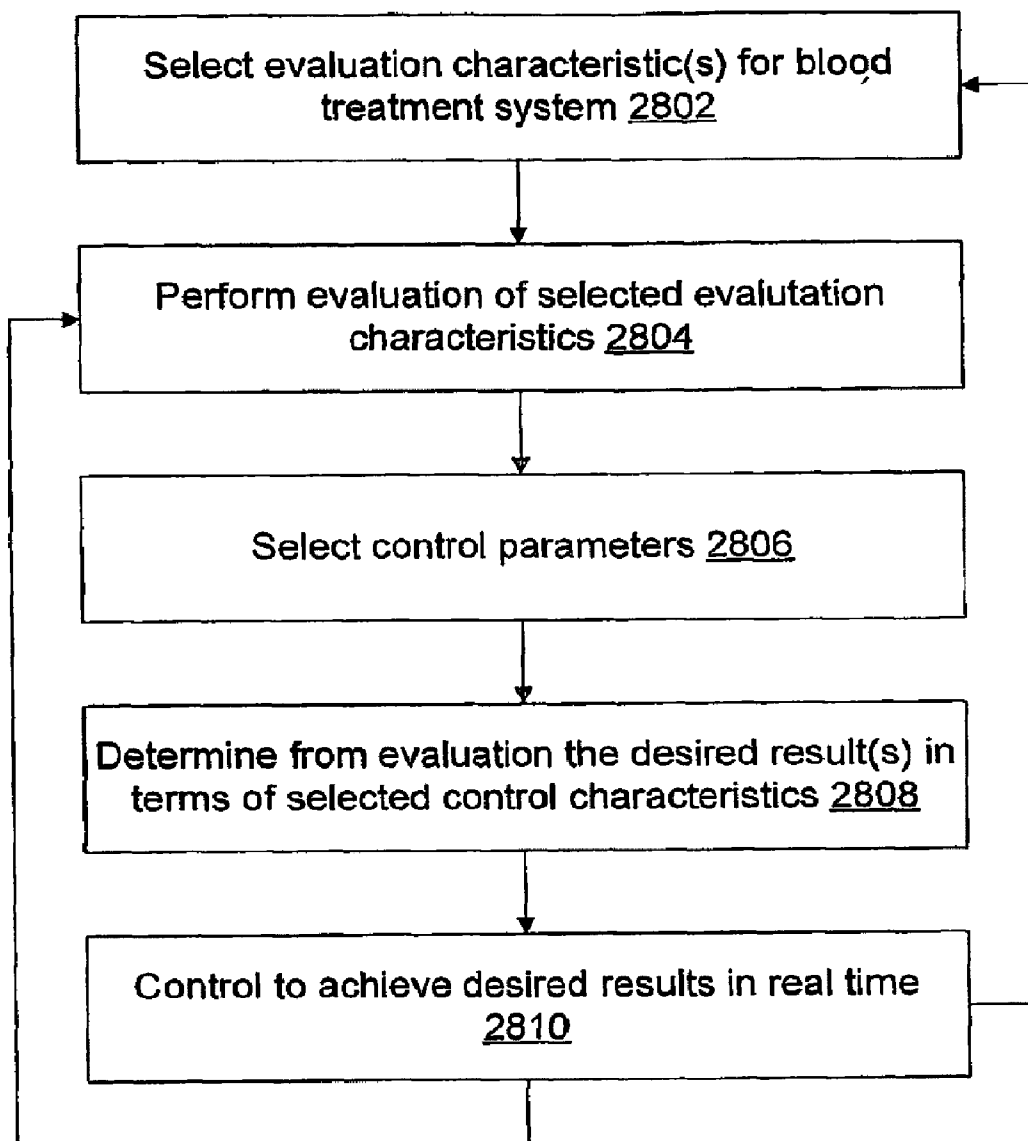 Select evaluation characteristic(s) for blood
treatment system 2802
Perform evaluation of selected evalutation
characteristics 2804
Select control parameters 2806
Determine from evaluation the desired result(s) in
terms of selected control characteristics 2808
Control to achieve desired results in real time
2810